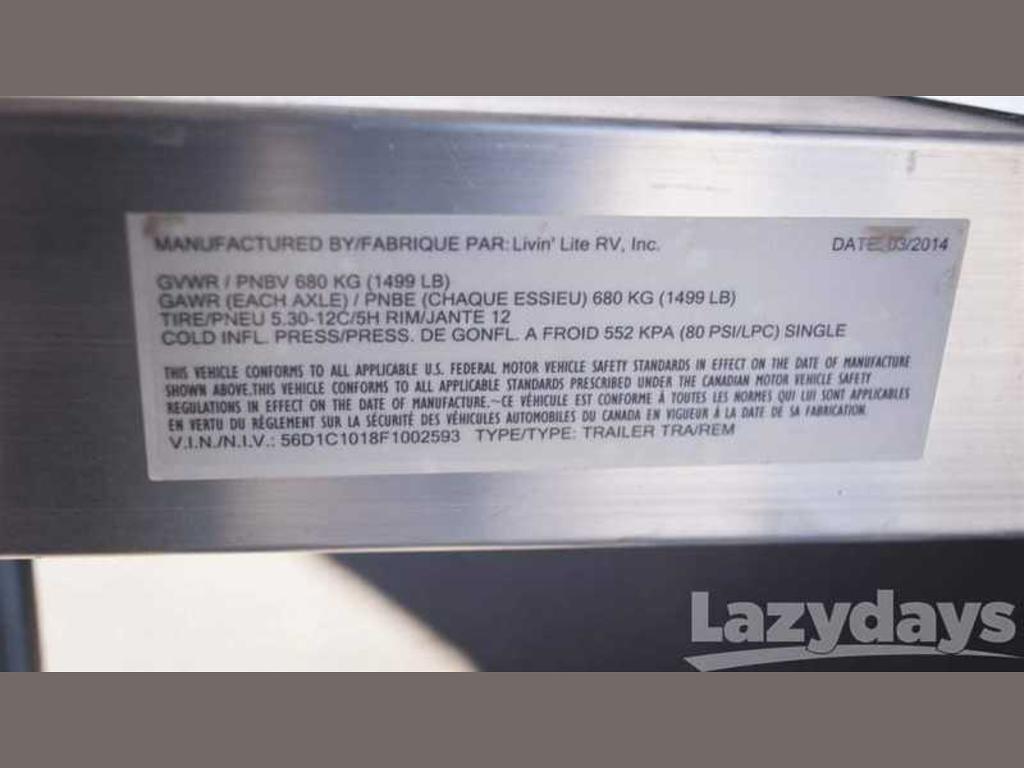 MANUFACTURED BY/FABRIQUE PAR: Livin' Lite RV, Inc. DATE: 03/2014
GVWR / PNBV 680 KG (1499 LB)
GAWR (EACH AXLE) / PNBE (CHAQUE ESSIEU) 680 KG (1499 LB)
TIRE/PNEU 5.30-12C/5H RIM/JANTE 12
COLD INFL. PRESS/PRESS. DE GONFL. A FROID 552 KPA (80 PSI/LPC) SINGLE
THIS VEHICLE CONFORMS TO ALL APPLICABLE U.S. FEDERAL MOTOR VEHICLE SAFETY STANDARDS IN EFFECT ON THE DATE OF MANUFACTURE
SHOWN ABOVE.THIS VEHICLE CONFORMS TO ALL APPLICABLE STANDARDS PRESCRIBED UNDER THE CANADIAN MOTOR VEHICLE SAFETY
REGULATIONS IN EFFECT ON THE DATE OF MANUFACTURE.~CE VÉHICULE EST CONFORME À TOUTES LES NORMES QUI LUI SONT APPLICABLES
EN VERTU DU RÈGLEMENT SUR LA SÉCURITÉ DES VÉHICULES AUTOMOBILES DU CANADA EN VIGUEUR À LA DATE DE SA FABRICATION.
V.I.N./N.I.V.: 56D1C1018F1002593 TYPE/TYPE: TRAILER TRA/REM
Lazydays